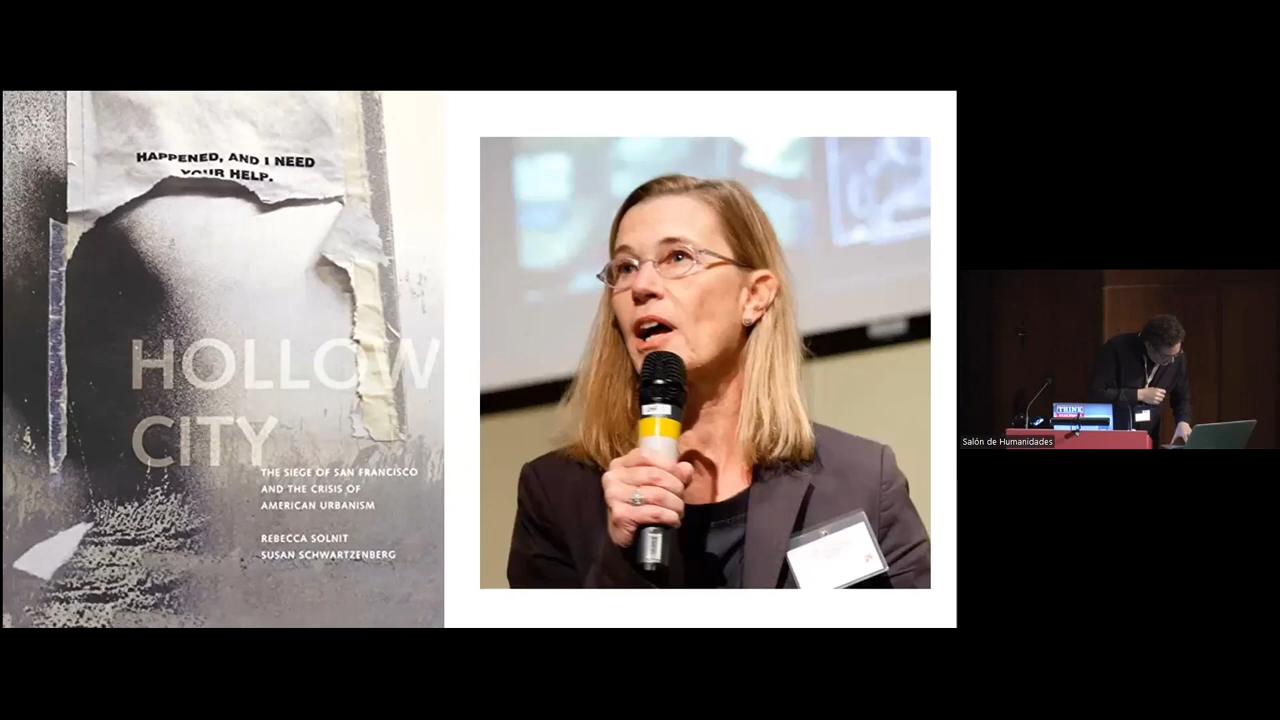 HAPPENED, AND I NEED
YOUR HELP.
HOLLOW
CITY
THE SIEGE OF SAN FRANCISCO
AND THE CRISIS OF
AMERICAN URBANISM
REBECCA SOLNIT
SUSAN SCHWARTZENBERG
THINK
Salón de Humanidades